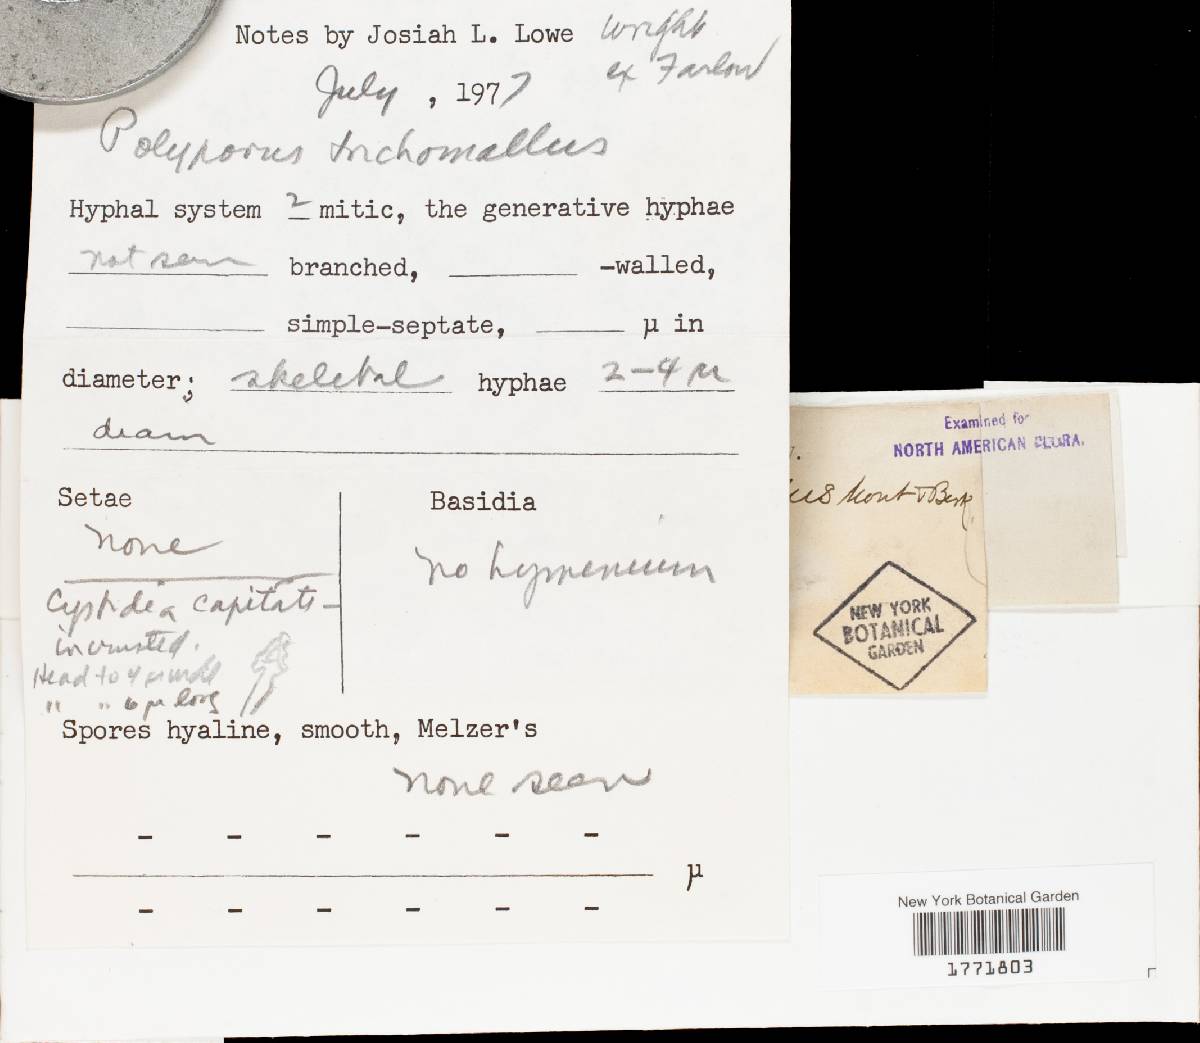 Notes by Josiah L. Lowe Wright
ex Farlow
July, 1977
Polyporus trichomallus
Hyphal system 2 mitic, the generative hyphae
not seen branched, -walled,
simple-septate, µ in
diameter; skeletal hyphae 2-4 µ
diam
Setae
none
Cystidia capitate-
incrusted.
Head to 4 µ wide
" " 6 µ long
Basidia
no hymenium
Spores hyaline, smooth, Melzer's
none seen
- - - - - -
µ
- - - - - -
Examined for
NORTH AMERICAN FLORA.
us Mont & Berk.
NEW YORK
BOTANICAL
GARDEN
New York Botanical Garden
1771803